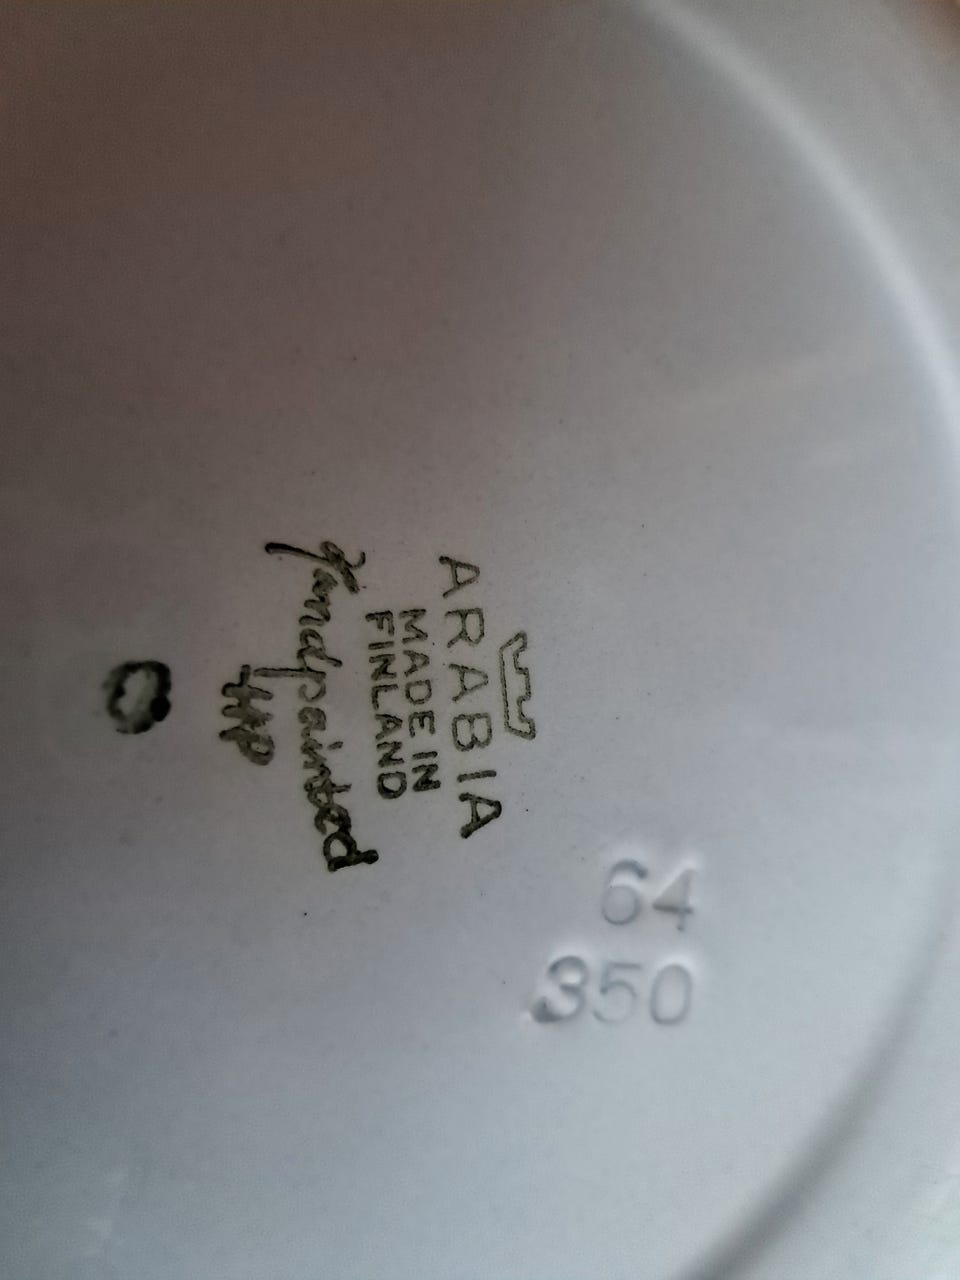 ARABIA
MADE IN
FINLAND
Handpainted
HP
64
350